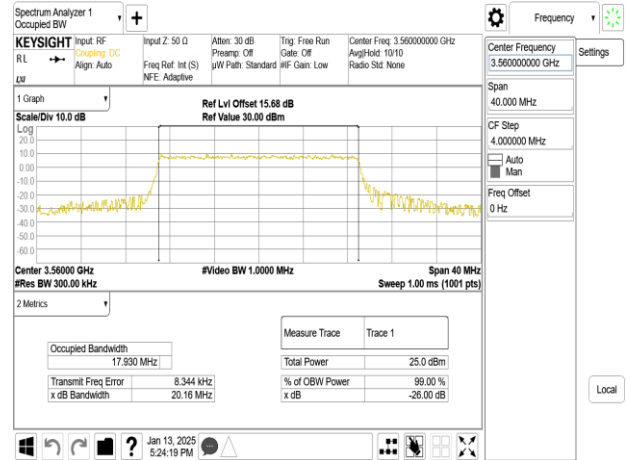 Spectrum Analyzer 1
Occupied BW
Frequency
KEYSIGHT
Input: RF
Coupling: DC
Align: Auto
Input Z: 50 Ω
Freq Ref: Int (S)
NFE: Adaptive
Atten: 30 dB
Preamp: Off
µW Path: Standard
Trig: Free Run
Gate: Off
#IF Gain: Low
Center Freq: 3.560000000 GHz
Avg|Hold: 10/10
Radio Std: None
RL
LXI
Center Frequency
3.560000000 GHz
Settings
Span
40.000 MHz
CF Step
4.000000 MHz
Auto
Man
Freq Offset
0 Hz
Local
1 Graph
Scale/Div 10.0 dB
Ref Lvl Offset 15.68 dB
Ref Value 30.00 dBm
Log
20.0
10.0
0.00
-10.0
-20.0
-30.0
-40.0
-50.0
-60.0
Center 3.56000 GHz
#Video BW 1.0000 MHz
Span 40 MHz
#Res BW 300.00 kHz
Sweep 1.00 ms (1001 pts)
2 Metrics
Measure Trace Trace 1
Occupied Bandwidth
17.930 MHz
Total Power 25.0 dBm
Transmit Freq Error 8.344 kHz
% of OBW Power 99.00 %
x dB Bandwidth 20.16 MHz
x dB -26.00 dB
?
Jan 13, 2025
5:24:19 PM